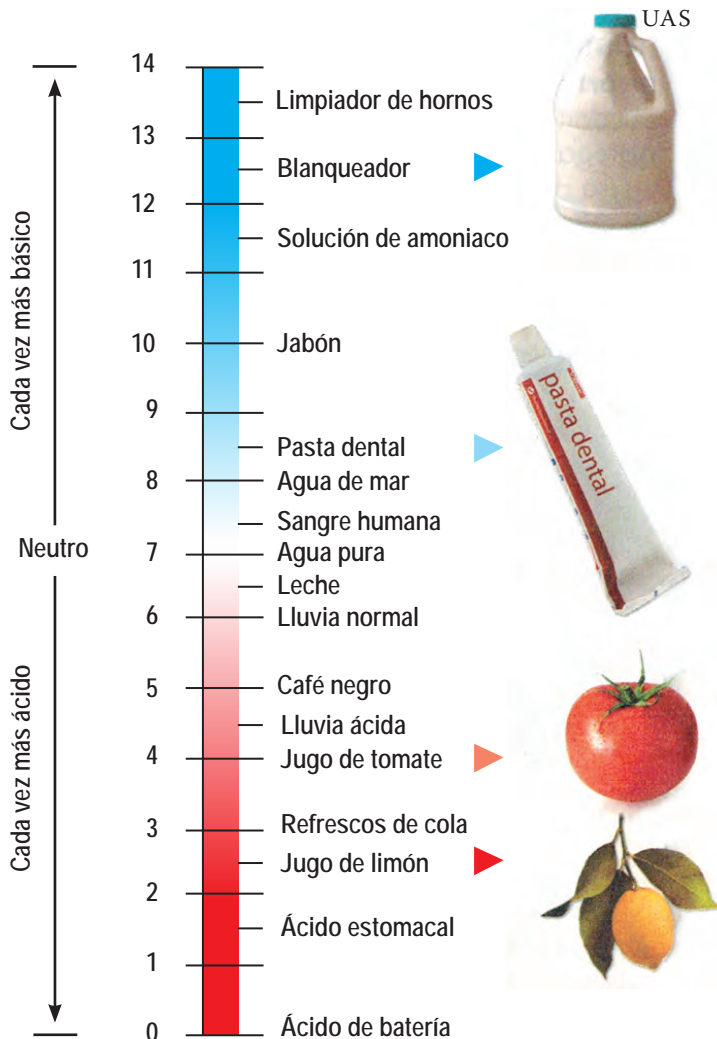 UAS
14
Limpiador de hornos
13
Blanqueador
12
Solución de amoniaco
11
10
Jabón
9
Pasta dental
8
Agua de mar
Sangre humana
7
Agua pura
Leche
6
Lluvia normal
5
Café negro
Lluvia ácida
4
Jugo de tomate
3
Refrescos de cola
Jugo de limón
2
Ácido estomacal
1
0
Ácido de batería
Cada vez más básico
Neutro
Cada vez más ácido
pasta dental